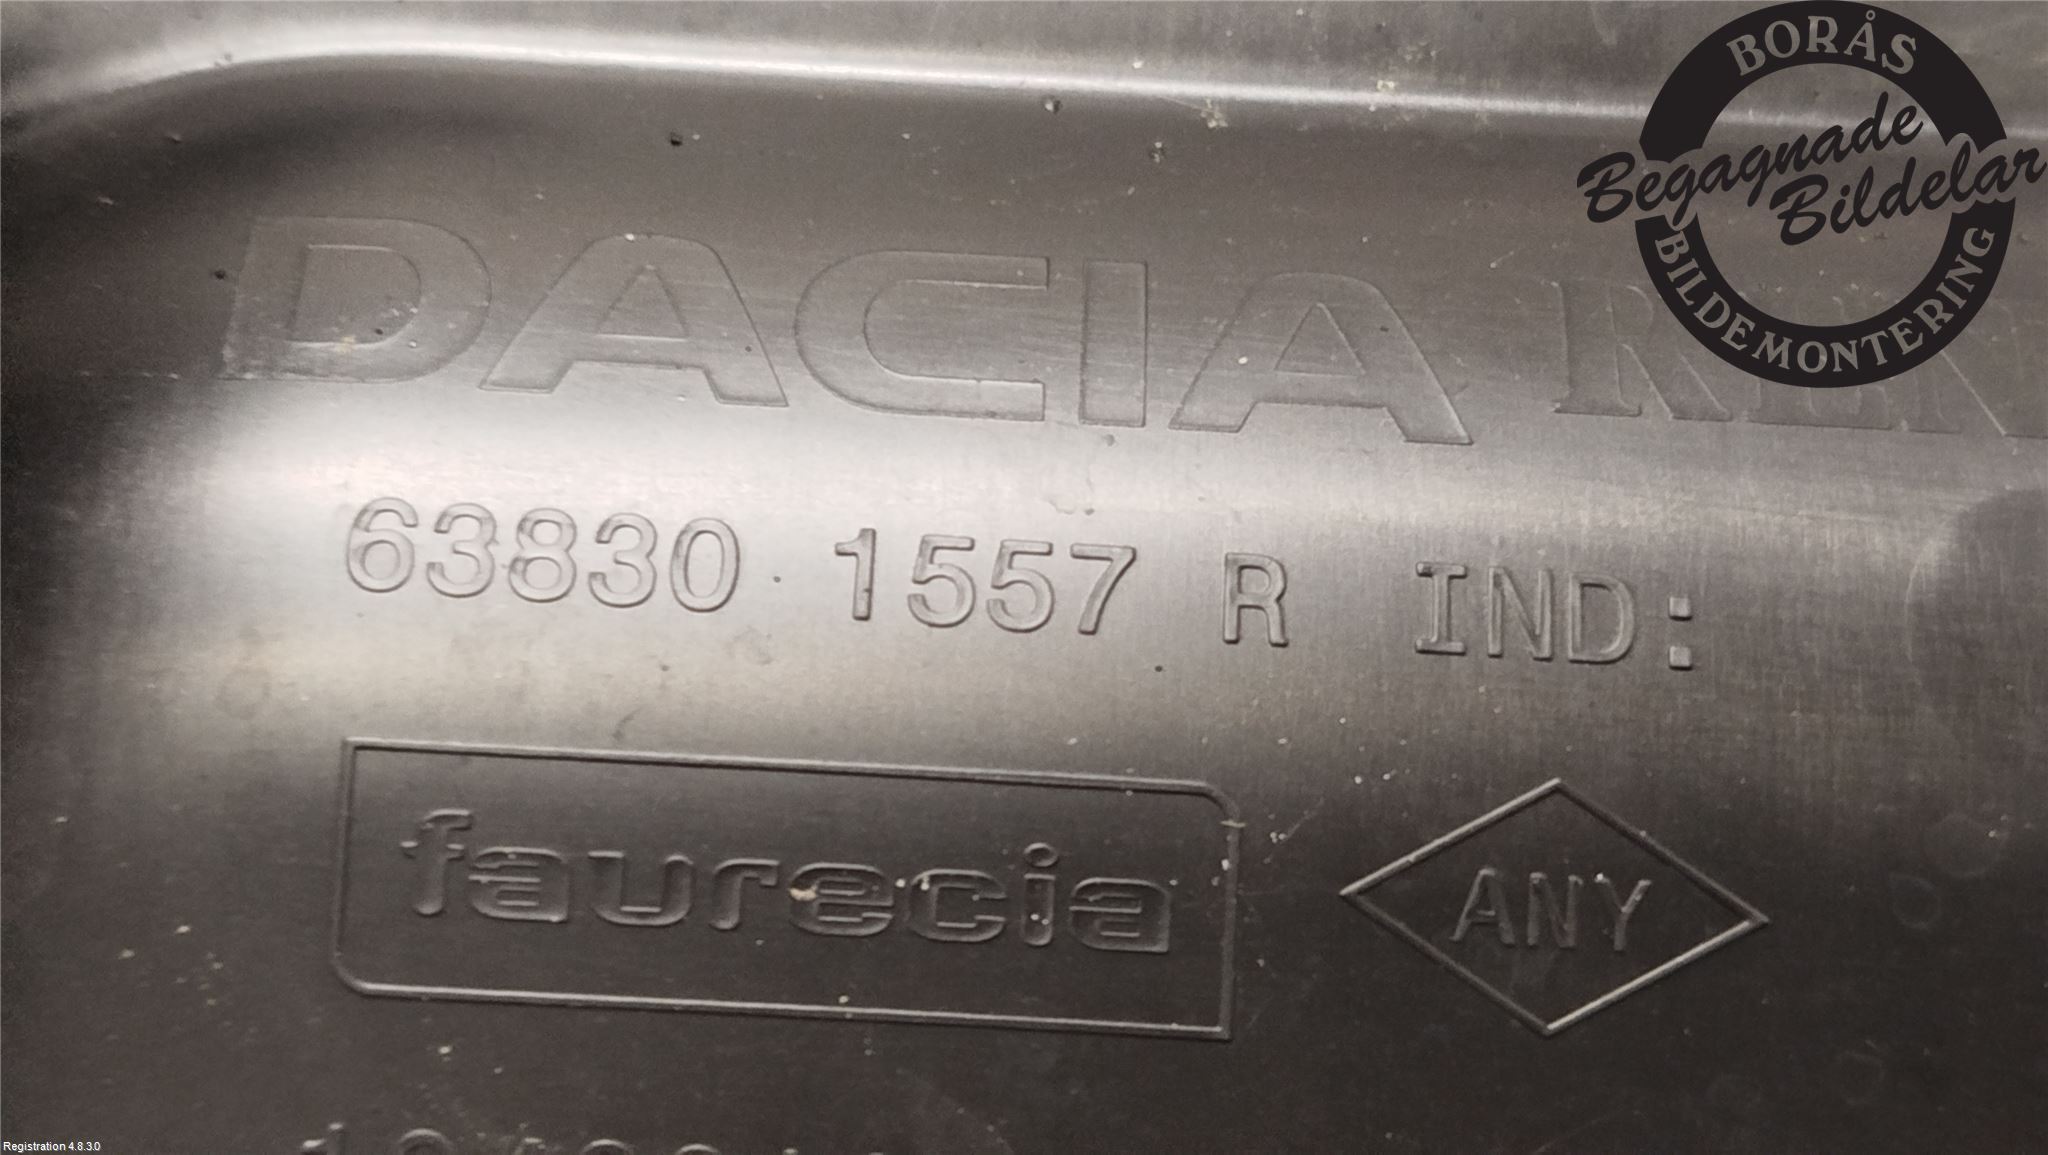 BORÅS
Begagnade
Bildelar
BILDEMONTERING
DACIA
63830 1557 R IND:
faurecia
ANY
Registration 4.8.3.0